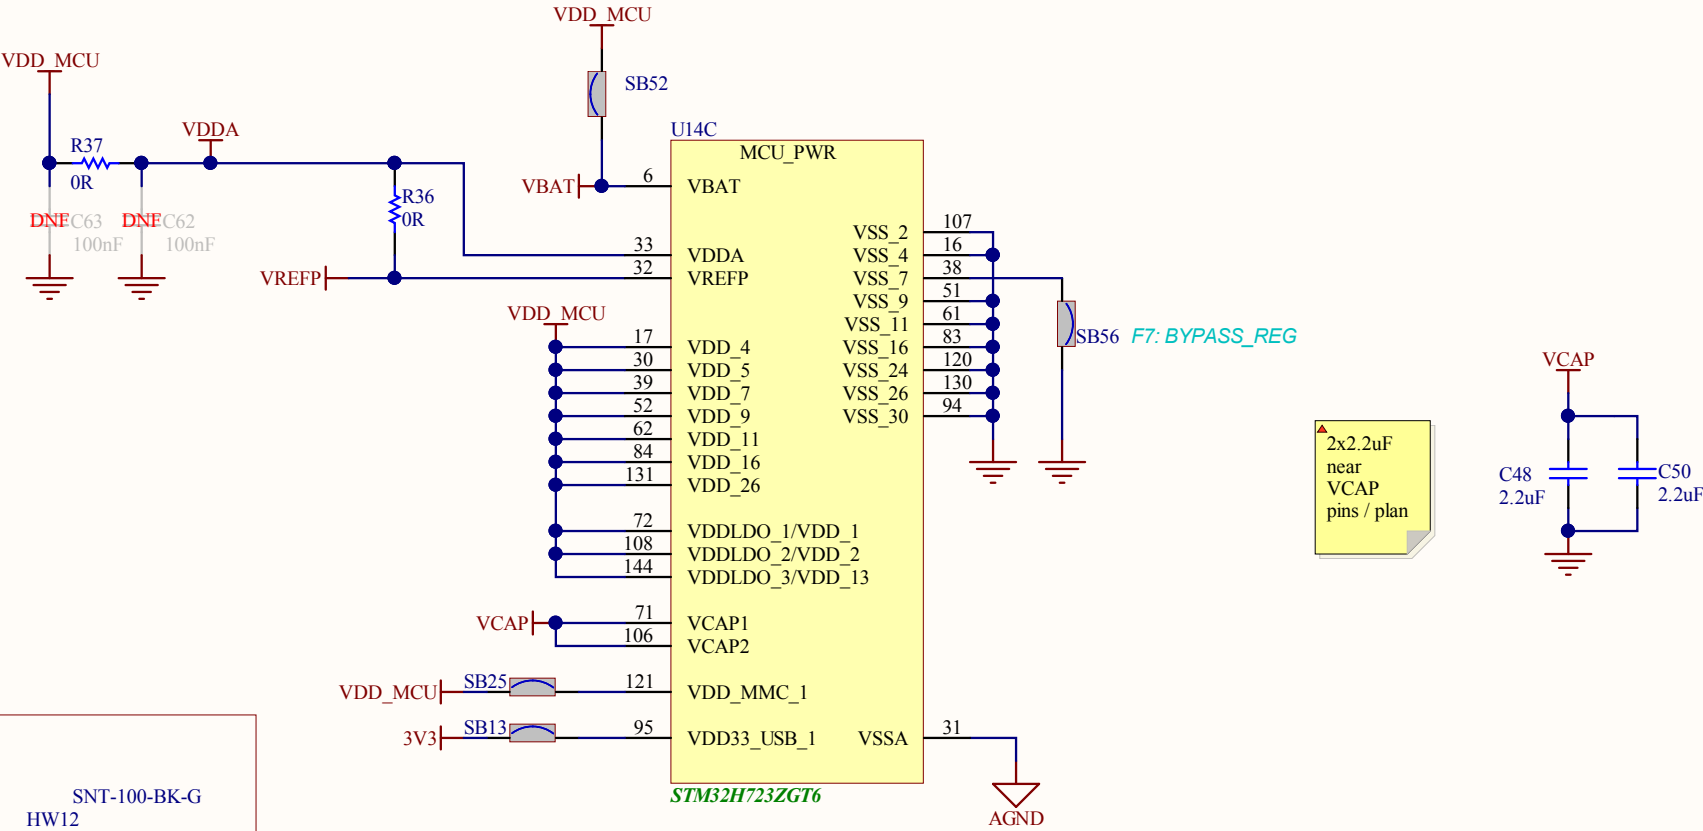 VDD_MCU
SB52
VDD_MCU
R37
0R
VDDA
DNF C63
100nF
DNF C62
100nF
R36
0R
VREFP
U14C
MCU_PWR
VBAT
6
VBAT
33
VDDA
32
VREFP
VDD_MCU
17
VDD_4
30
VDD_5
39
VDD_7
52
VDD_9
62
VDD_11
84
VDD_16
131
VDD_26
72
VDDLDO_1/VDD_1
108
VDDLDO_2/VDD_2
144
VDDLDO_3/VDD_13
VCAP
71
VCAP1
106
VCAP2
VDD_MCU
SB25
121
VDD_MMC_1
3V3
SB13
95
VDD33_USB_1
VSS_2
107
VSS_4
16
VSS_7
38
VSS_9
51
VSS_11
61
VSS_16
83
VSS_24
120
VSS_26
130
VSS_30
94
VSSA
31
AGND
STM32H723ZGT6
SB56
F7: BYPASS_REG
2x2.2uF
near
VCAP
pins / plan
VCAP
C48
2.2uF
C50
2.2uF
SNT-100-BK-G
HW12